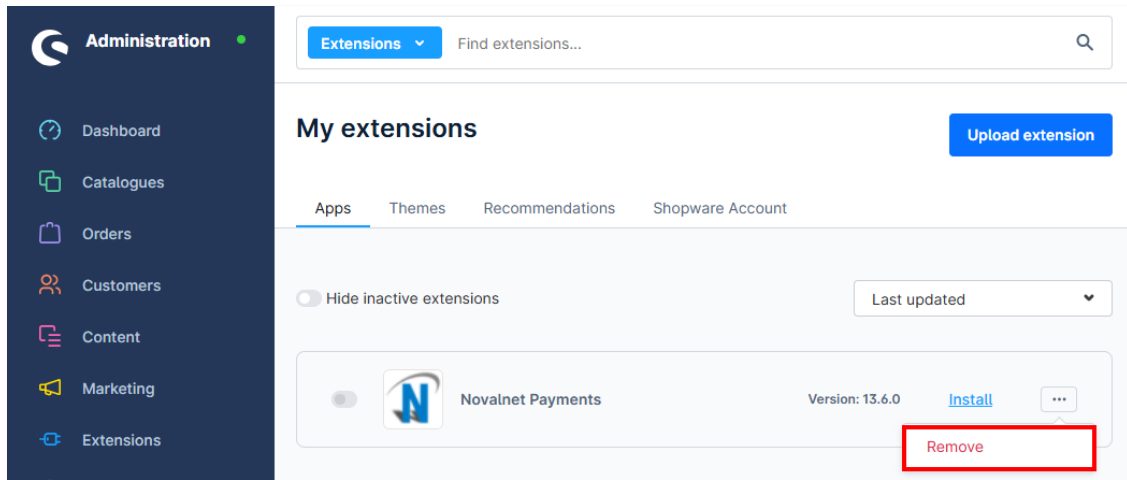 Administration
Extensions
Find extensions...
Dashboard
Catalogues
Orders
Customers
Content
Marketing
Extensions
My extensions
Upload extension
Apps Themes Recommendations Shopware Account
Hide inactive extensions
Last updated
N
Novalnet Payments
Version: 13.6.0
Install
Remove